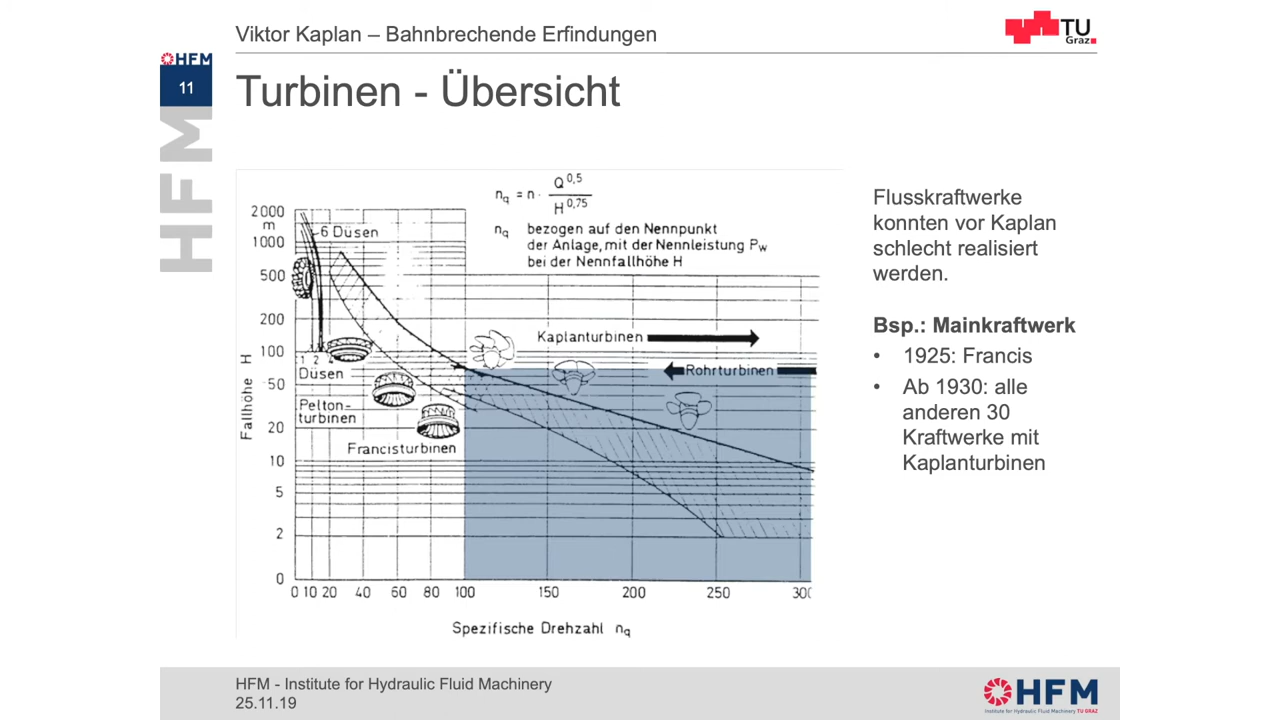 Viktor Kaplan – Bahnbrechende Erfindungen
TU
Graz
HFM
11
Turbinen - Übersicht
HFM
n_q = n · Q^0,5 / H^0,75
n_q bezogen auf den Nennpunkt
der Anlage, mit der Nennleistung P_W
bei der Nennfallhöhe H
2000
m
1000
500
200
100
50
20
10
5
2
0
Fallhöhe H
6 Düsen
1 2 4
Düsen
Pelton-
turbinen
Francisturbinen
Kaplanturbinen
Rohrturbinen
0 10 20 40 60 80 100 150 200 250 300
Spezifische Drehzahl n_q
Flusskraftwerke
konnten vor Kaplan
schlecht realisiert
werden.
Bsp.: Mainkraftwerk
• 1925: Francis
• Ab 1930: alle
anderen 30
Kraftwerke mit
Kaplanturbinen
HFM - Institute for Hydraulic Fluid Machinery
25.11.19
HFM
Institute for Hydraulic Fluid Machinery TU GRAZ